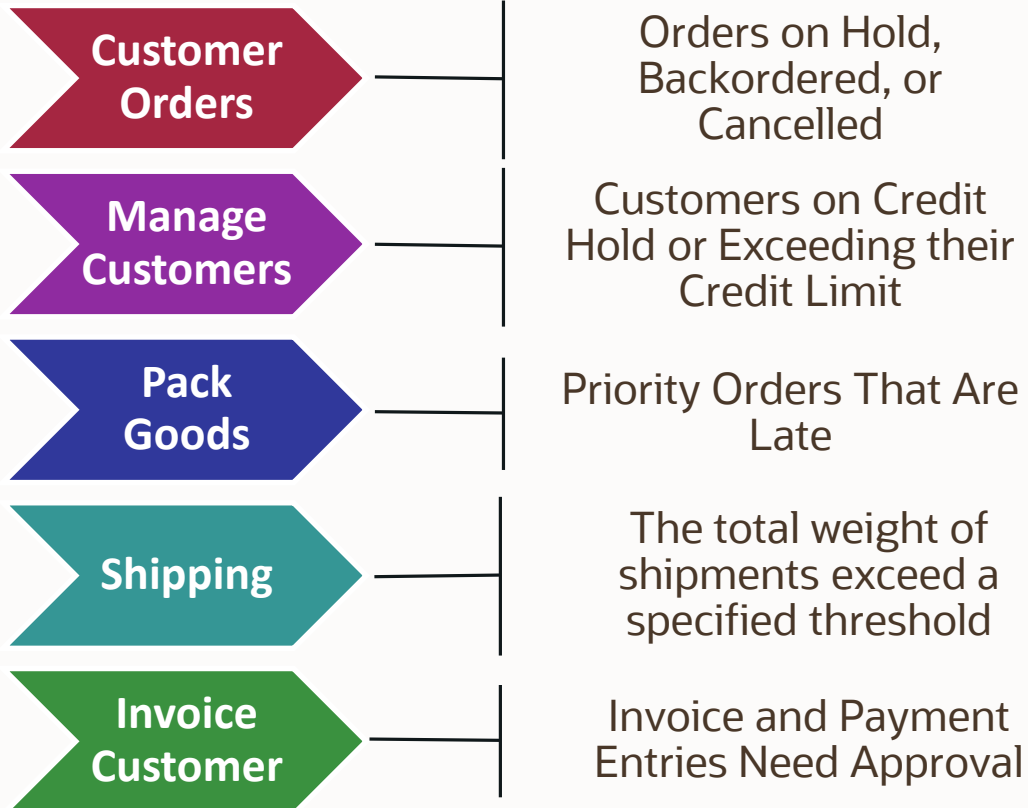 Customer
Orders
Orders on Hold,
Backordered, or
Cancelled
Manage
Customers
Customers on Credit
Hold or Exceeding their
Credit Limit
Pack
Goods
Priority Orders That Are
Late
Shipping
The total weight of
shipments exceed a
specified threshold
Invoice
Customer
Invoice and Payment
Entries Need Approval